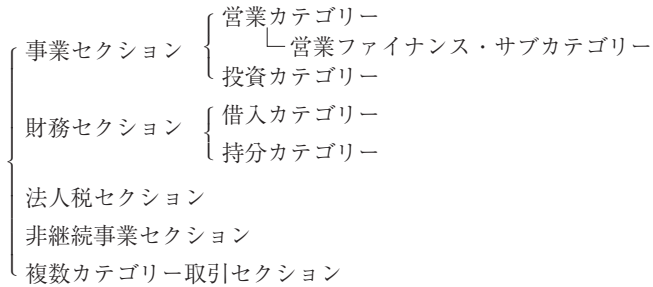 営業カテゴリー
事業セクション
営業ファイナンス・サブカテゴリー
投資カテゴリー
借入カテゴリー
財務セクション
持分カテゴリー
法人税セクション
非継続事業セクション
複数カテゴリー取引セクション